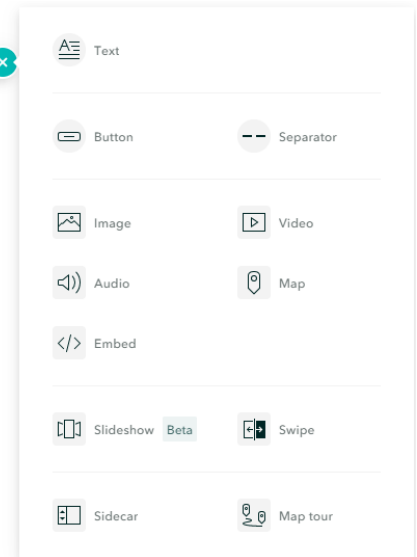 Text
Button
Separator
Image
Video
Audio
Map
Embed
Slideshow Beta
Swipe
Sidecar
Map tour